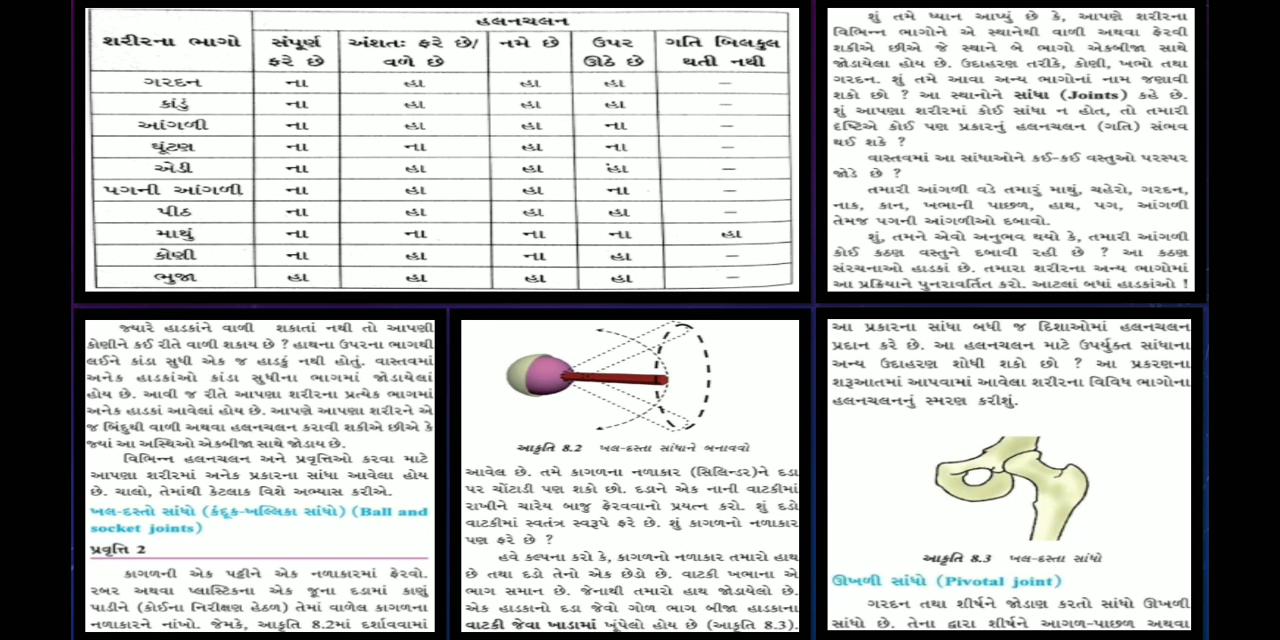 હલનચલન
શરીરના ભાગો સંપૂર્ણ ફરે છે અંશતઃ ફરે છે/ વળે છે નમે છે ઉપર ઊઠે છે ગતિ બિલકુલ થતી નથી
ગરદન ના હા હા હા –
કાંડું ના હા હા હા –
આંગળી ના હા હા ના –
ઘૂંટણ ના ના હા ના –
એડી ના હા હા હા –
પગની આંગળી ના હા હા ના –
પીઠ ના હા હા હા –
માથું ના ના ના ના હા
કોણી ના હા ના હા –
ભુજા હા હા હા હા –
શું તમે ધ્યાન આપ્યું છે કે, આપણે શરીરના
વિભિન્ન ભાગોને એ સ્થાનેથી વાળી અથવા ફેરવી
શકીએ છીએ જે સ્થાને બે ભાગો એકબીજા સાથે
જોડાયેલા હોય છે. ઉદાહરણ તરીકે, કોણી, ખભો તથા
ગરદન. શું તમે આવા અન્ય ભાગોનાં નામ જણાવી
શકો છો ? આ સ્થાનોને સાંધા (Joints) કહે છે.
શું આપણા શરીરમાં કોઈ સાંધા ન હોત, તો તમારી
દૃષ્ટિએ કોઈ પણ પ્રકારનું હલનચલન (ગતિ) સંભવ
થઈ શકે ?
વાસ્તવમાં આ સાંધાઓને કઈ-કઈ વસ્તુઓ પરસ્પર
જોડે છે ?
તમારી આંગળી વડે તમારું માથું, ચહેરો, ગરદન,
નાક, કાન, ખભાની પાછળ, હાથ, પગ, આંગળી
તેમજ પગની આંગળીઓ દબાવો.
શું, તમને એવો અનુભવ થયો કે, તમારી આંગળી
કોઈ કઠણ વસ્તુને દબાવી રહી છે ? આ કઠણ
સંરચનાઓ હાડકાં છે. તમારા શરીરના અન્ય ભાગોમાં
આ પ્રક્રિયાને પુનરાવર્તિત કરો. આટલાં બધાં હાડકાંઓ !
જ્યારે હાડકાંને વાળી શકાતાં નથી તો આપણી
કોણીને કઈ રીતે વાળી શકાય છે ? હાથના ઉપરના ભાગથી
લઈને કાંડા સુધી એક જ હાડકું નથી હોતું. વાસ્તવમાં
અનેક હાડકાંઓ કાંડા સુધીના ભાગમાં જોડાયેલાં
હોય છે. આવી જ રીતે આપણા શરીરના પ્રત્યેક ભાગમાં
અનેક હાડકાં આવેલાં હોય છે. આપણે આપણા શરીરને એ
જ બિંદુથી વાળી અથવા હલનચલન કરાવી શકીએ છીએ કે
જ્યાં આ અસ્થિઓ એકબીજા સાથે જોડાય છે.
વિભિન્ન હલનચલન અને પ્રવૃત્તિઓ કરવા માટે
આપણા શરીરમાં અનેક પ્રકારના સાંધા આવેલા હોય
છે. ચાલો, તેમાંથી કેટલાક વિશે અભ્યાસ કરીએ.
ખલ-દસ્તો સાંધો (કંદૂક-ખલ્લિકા સાંધો) (Ball and
socket joints)
પ્રવૃત્તિ 2
કાગળની એક પટ્ટીને એક નળાકારમાં ફેરવો.
રબર અથવા પ્લાસ્ટિકના એક જૂના દડામાં કાણું
પાડીને (કોઈના નિરીક્ષણ હેઠળ) તેમાં વાળેલ કાગળના
નળાકારને નાંખો. જેમકે, આકૃતિ 8.2માં દર્શાવવામાં
આકૃતિ 8.2 ખલ-દસ્તા સાંધાને બનાવવો
આવેલ છે. તમે કાગળના નળાકાર (સિલિન્ડર)ને દડા
પર ચોંટાડી પણ શકો છો. દડાને એક નાની વાટકીમાં
રાખીને ચારેય બાજુ ફેરવવાનો પ્રયત્ન કરો. શું દડો
વાટકીમાં સ્વતંત્ર સ્વરૂપે ફરે છે. શું કાગળનો નળાકાર
પણ ફરે છે ?
હવે કલ્પના કરો કે, કાગળનો નળાકાર તમારો હાથ
છે તથા દડો તેનો એક છેડો છે. વાટકી ખભાના એ
ભાગ સમાન છે. જેનાથી તમારો હાથ જોડાયેલો છે.
એક હાડકાનો દડા જેવો ગોળ ભાગ બીજા હાડકાના
વાટકી જેવા ખાડામાં ખૂંપેલો હોય છે (આકૃતિ 8.3).
આ પ્રકારના સાંધા બધી જ દિશાઓમાં હલનચલન
પ્રદાન કરે છે. આ હલનચલન માટે ઉપર્યુક્ત સાંધાના
અન્ય ઉદાહરણ શોધી શકો છો ? આ પ્રકરણના
શરૂઆતમાં આપવામાં આવેલા શરીરના વિવિધ ભાગોના
હલનચલનનું સ્મરણ કરીશું.
આકૃતિ 8.3 ખલ-દસ્તા સાંધો
ઊખળી સાંધો (Pivotal joint)
ગરદન તથા શીર્ષને જોડાણ કરતો સાંધો ઊખળી
સાંધો છે. તેના દ્વારા શીર્ષને આગળ-પાછળ અથવા